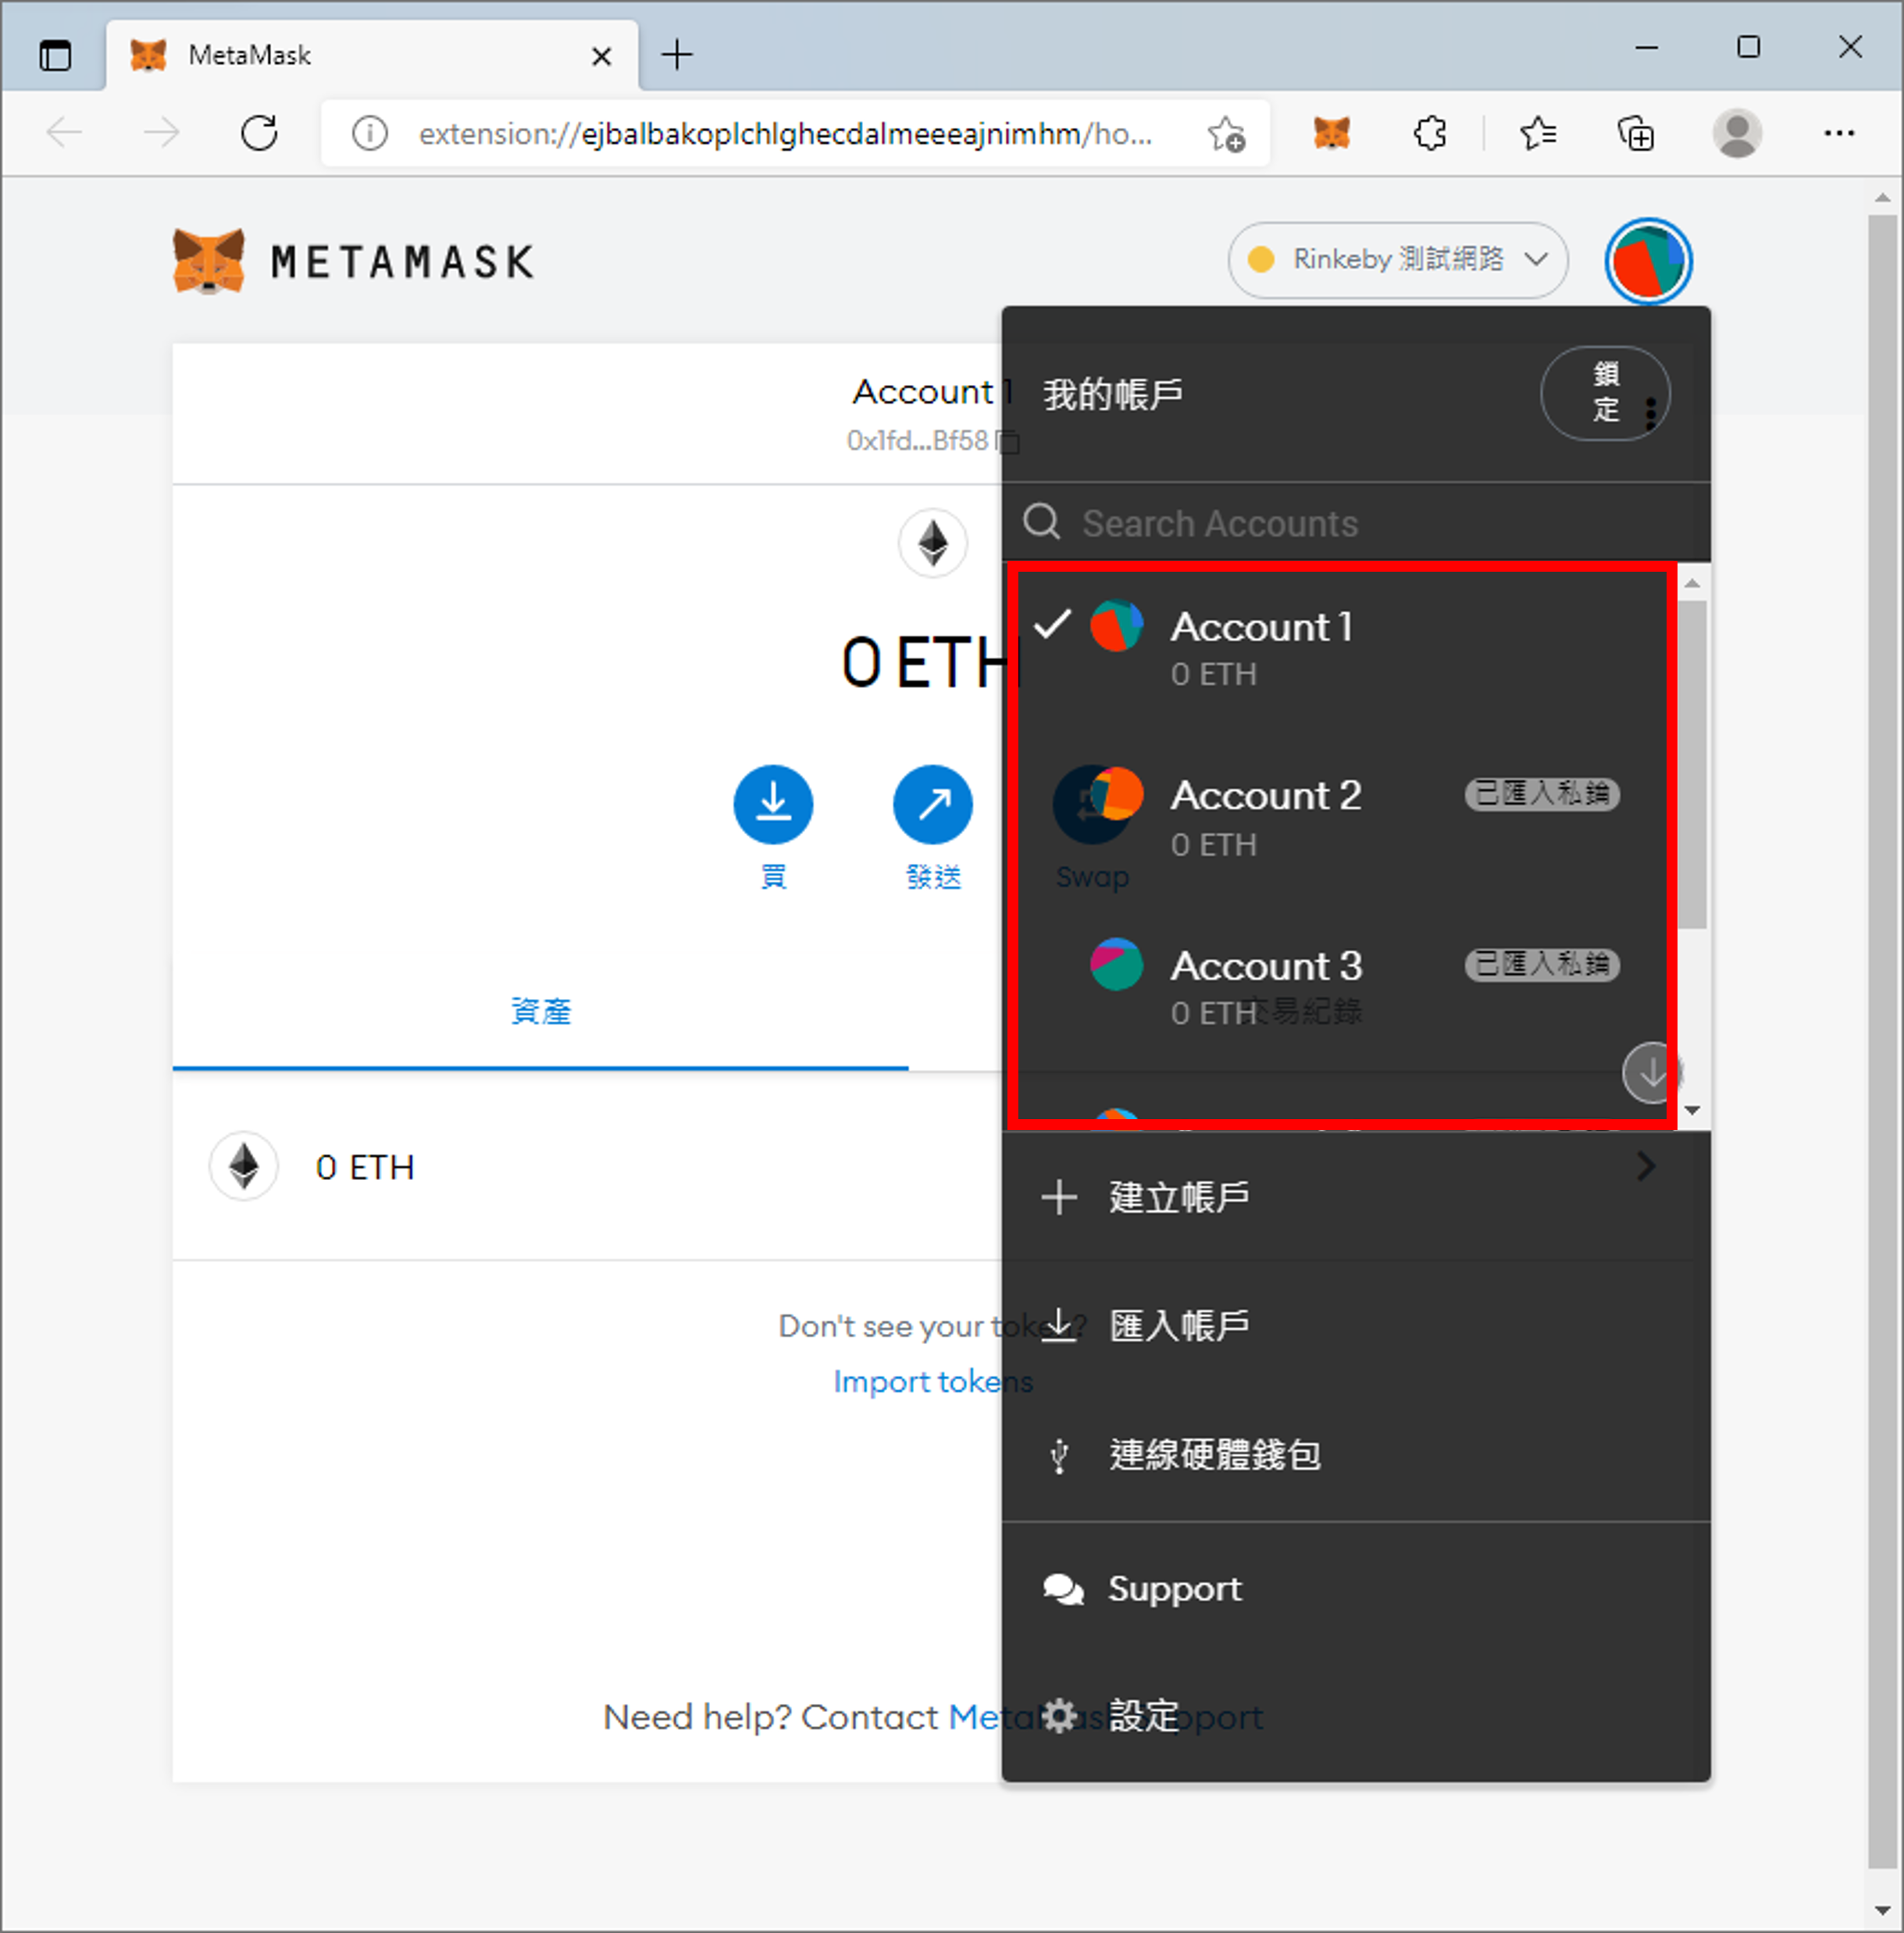 MetaMask
extension://ejbalbakoplchlghecdalmeeeajnimhm/ho...
METAMASK
Rinkeby 測試網路
Account 1
0x1fd...Bf58
0 ETH
買
發送
Swap
資產
交易紀錄
0 ETH
Don't see your token?
Import tokens
Need help? Contact MetaMask Support
我的帳戶
鎖
定
Search Accounts
Account 1
0 ETH
Account 2
已匯入私鑰
0 ETH
Account 3
已匯入私鑰
0 ETH
建立帳戶
匯入帳戶
連線硬體錢包
Support
設定